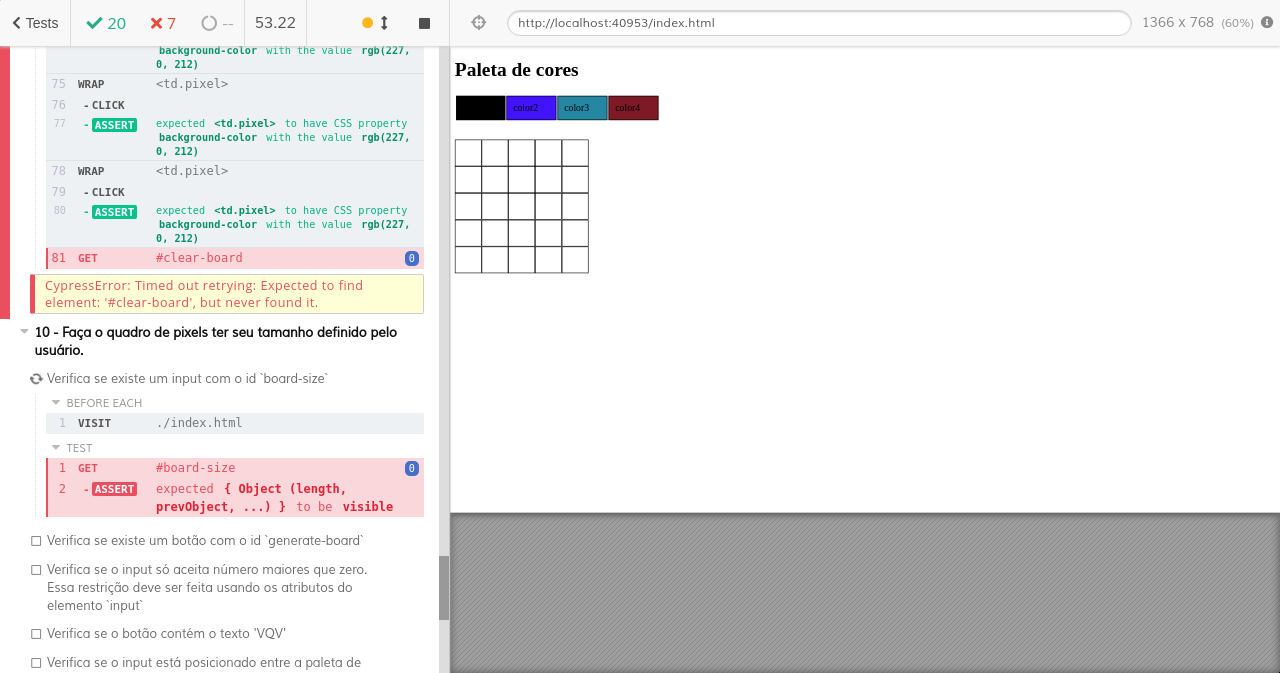 Tests
20
7
--
53.22
http://localhost:40953/index.html
1366 x 768 (60%)
background-color with the value rgb(227,
0, 212)
75 WRAP <td.pixel>
76 -CLICK
77 -ASSERT expected <td.pixel> to have CSS property
background-color with the value rgb(227,
0, 212)
78 WRAP <td.pixel>
79 -CLICK
80 -ASSERT expected <td.pixel> to have CSS property
background-color with the value rgb(227,
0, 212)
81 GET #clear-board 0
CypressError: Timed out retrying: Expected to find
element: '#clear-board', but never found it.
10 - Faça o quadro de pixels ter seu tamanho definido pelo
usuário.
Verifica se existe um input com o id `board-size`
BEFORE EACH
1 VISIT ./index.html
TEST
1 GET #board-size 0
2 -ASSERT expected { Object (length,
prevObject, ...) } to be visible
Verifica se existe um botão com o id `generate-board`
Verifica se o input só aceita número maiores que zero.
Essa restrição deve ser feita usando os atributos do
elemento `input`
Verifica se o botão contém o texto 'VQV'
Verifica se o input está posicionado entre a paleta de
Paleta de cores
color2 color3 color4